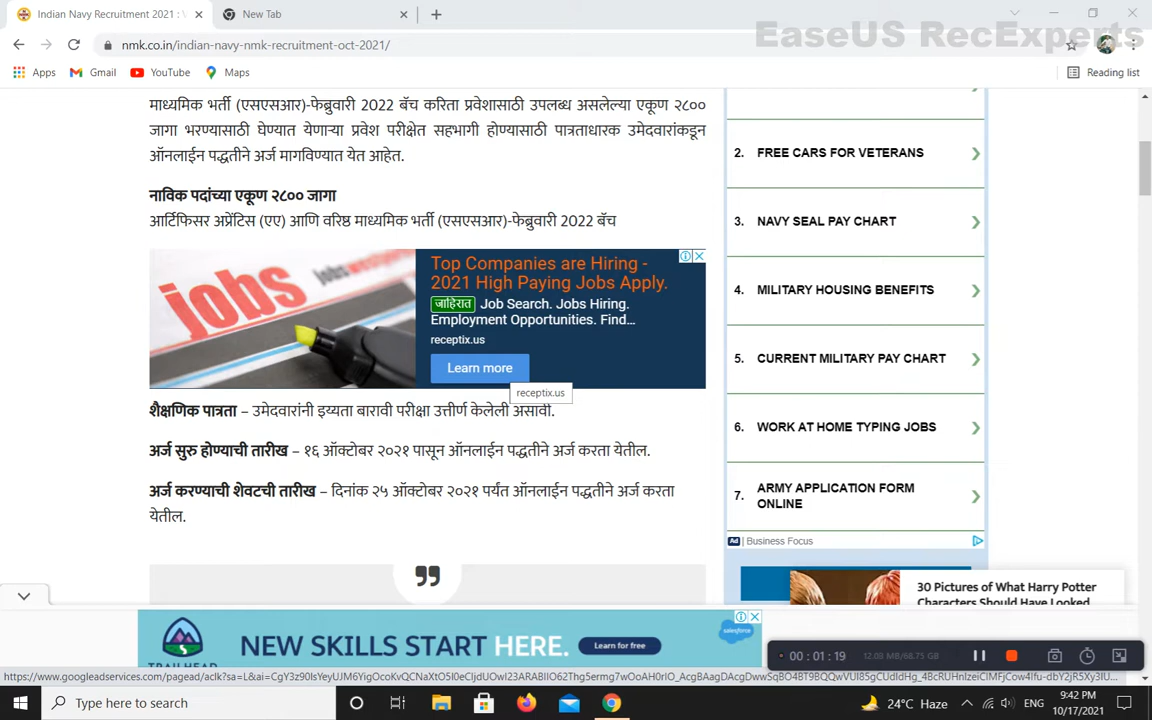 Indian Navy Recruitment 2021 :
New Tab
EaseUS RecExperts
nmk.co.in/indian-navy-nmk-recruitment-oct-2021/
Apps
Gmail
YouTube
Maps
Reading list
माध्यमिक भर्ती (एसएसआर)-फेब्रुवारी 2022 बॅच करिता प्रवेशासाठी उपलब्ध असलेल्या एकूण २८००
जागा भरण्यासाठी घेण्यात येणाऱ्या प्रवेश परीक्षेत सहभागी होण्यासाठी पात्रताधारक उमेदवारांकडून
ऑनलाईन पद्धतीने अर्ज मागविण्यात येत आहेत.
नाविक पदांच्या एकूण २८०० जागा
आर्टिफिसर अप्रेंटिस (एए) आणि वरिष्ठ माध्यमिक भर्ती (एसएसआर)-फेब्रुवारी 2022 बॅच
jobs
Top Companies are Hiring -
2021 High Paying Jobs Apply.
जाहिरात Job Search. Jobs Hiring.
Employment Opportunities. Find...
receptix.us
Learn more
receptix.us
शैक्षणिक पात्रता – उमेदवारांनी इय्यता बारावी परीक्षा उत्तीर्ण केलेली असावी.
अर्ज सुरु होण्याची तारीख – १६ ऑक्टोबर २०२१ पासून ऑनलाईन पद्धतीने अर्ज करता येतील.
अर्ज करण्याची शेवटची तारीख – दिनांक २५ ऑक्टोबर २०२१ पर्यंत ऑनलाईन पद्धतीने अर्ज करता
येतील.
2. FREE CARS FOR VETERANS
3. NAVY SEAL PAY CHART
4. MILITARY HOUSING BENEFITS
5. CURRENT MILITARY PAY CHART
6. WORK AT HOME TYPING JOBS
7. ARMY APPLICATION FORM
ONLINE
Ad | Business Focus
30 Pictures of What Harry Potter
Characters Should Have Looked
TRAILHEAD
NEW SKILLS START HERE.
Learn for free
salesforce
00 : 01 : 19
12.08 MB/66.75 GB
Type here to search
24°C Haze
ENG
9:42 PM
10/17/2021